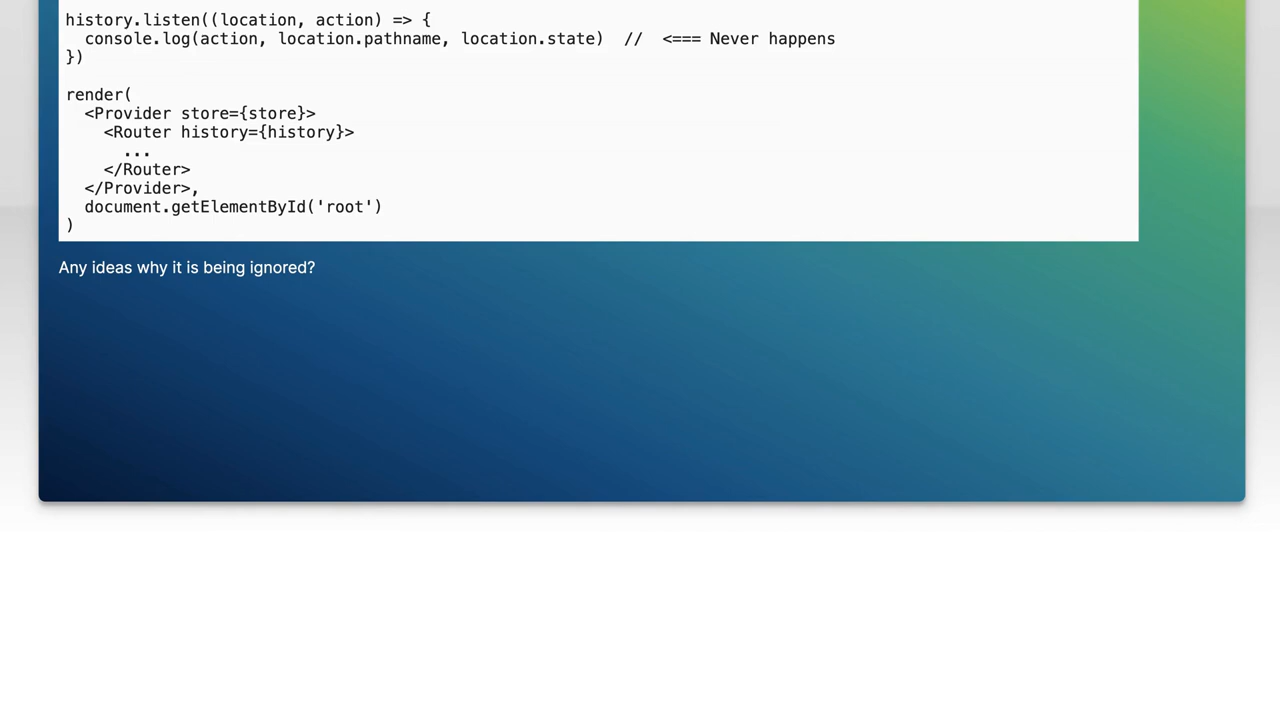 history.listen((location, action) => {
  console.log(action, location.pathname, location.state)  //  <=== Never happens
})

render(
  <Provider store={store}>
    <Router history={history}>
      ...
    </Router>
  </Provider>,
  document.getElementById('root')
)
Any ideas why it is being ignored?